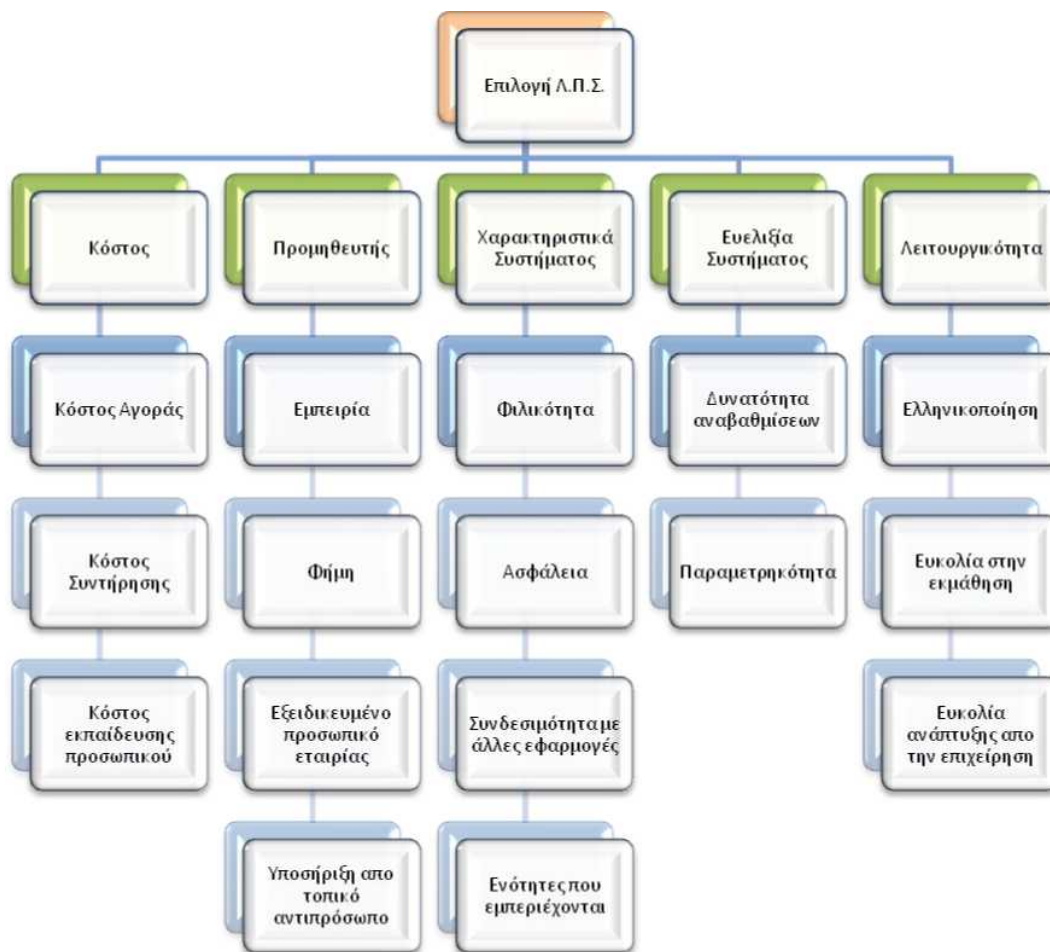 Επιλογή Λ.Π.Σ.
Κόστος
Προμηθευτής
Χαρακτηριστικά
Συστήματος
Ευελιξία
Συστήματος
Λειτουργικότητα
Κόστος Αγοράς
Εμπειρία
Φιλικότητα
Δυνατότητα
αναβαθμίσεων
Ελληνικοποίηση
Κόστος
Συντήρησης
Φήμη
Ασφάλεια
Παραμετρηκότητα
Ευκολία στην
εκμάθηση
Κόστος
εκπαίδευσης
προσωπικού
Εξειδικευμένο
προσωπικό
εταιρίας
Συνδεσιμότητα με
άλλες εφαρμογές
Ευκολία
ανάπτυξης απο
την επιχείρηση
Υποσήριξη απο
τοπικό
αντιπρόσωπο
Ενότητες που
εμπεριέχονται